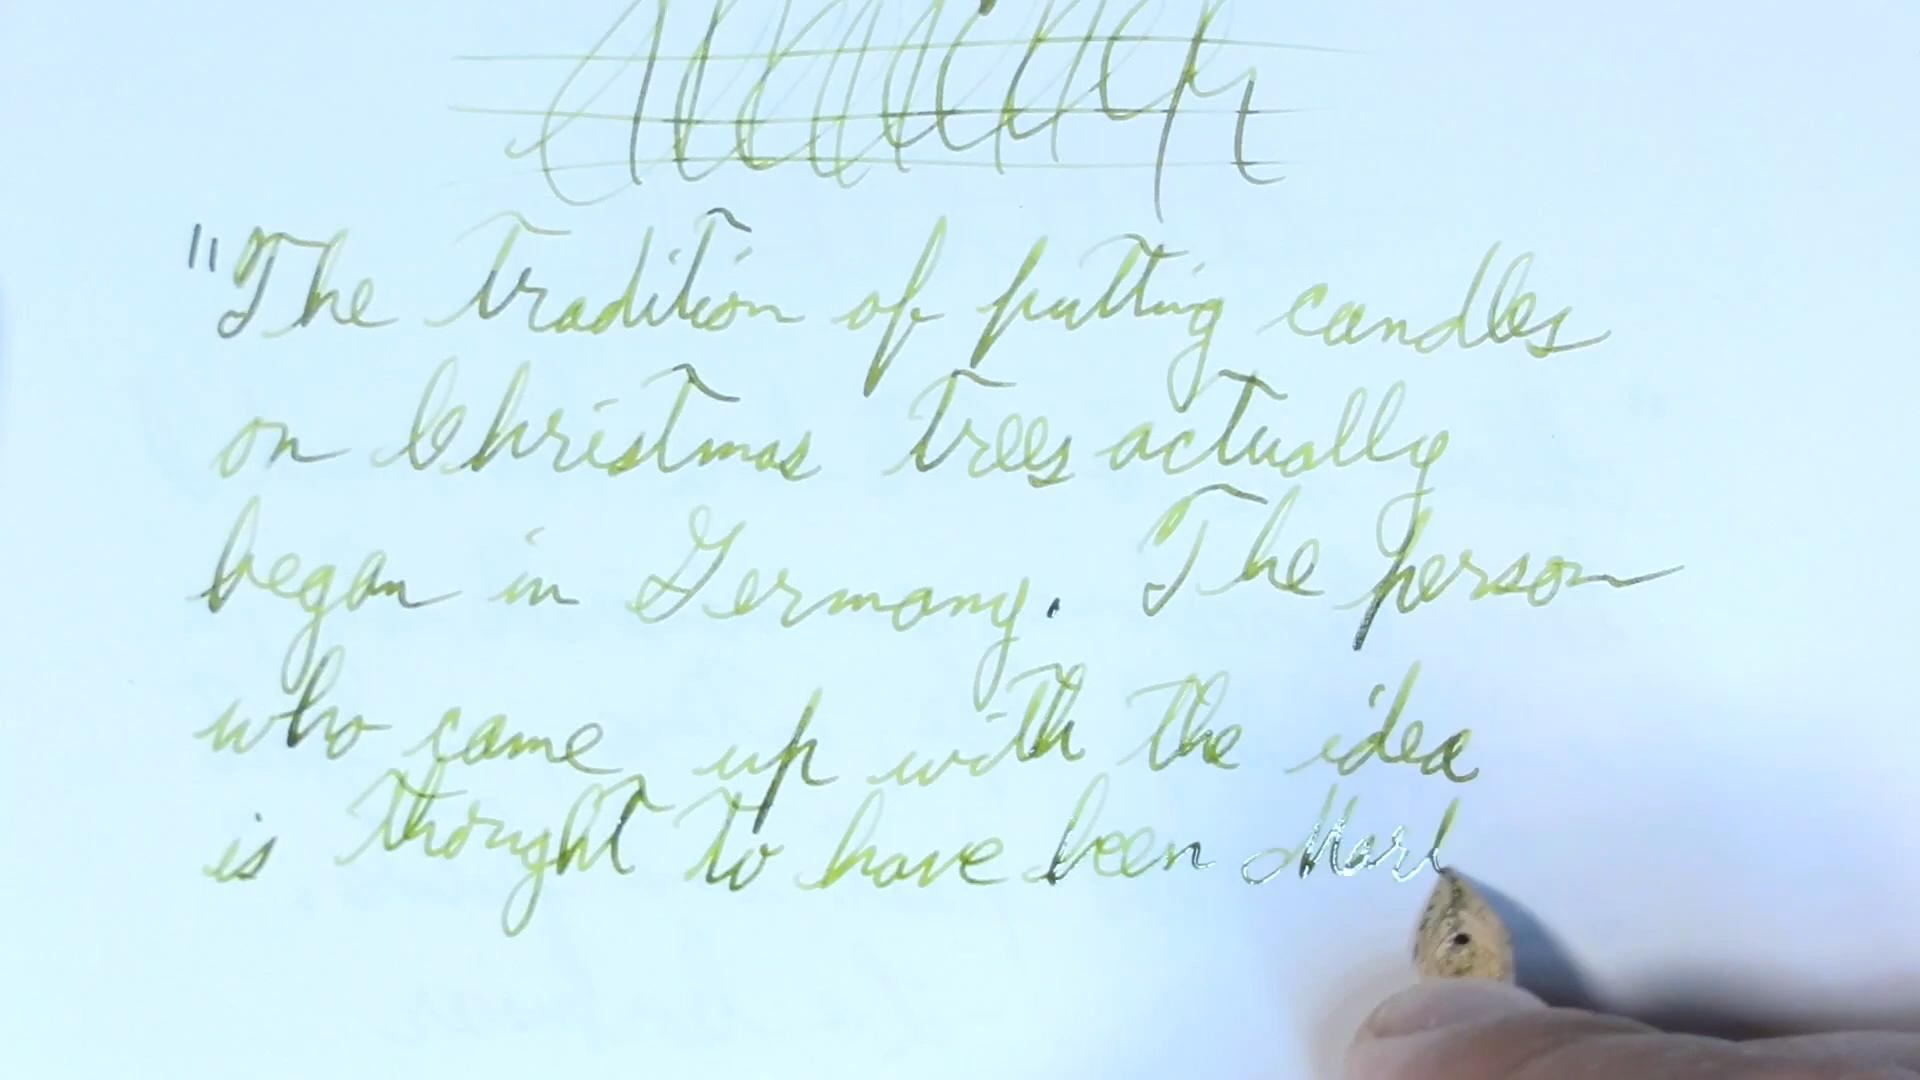 "The tradition of putting candles
on Christmas trees actually
began in Germany. The person
who came up with the idea
is thought to have been Mart